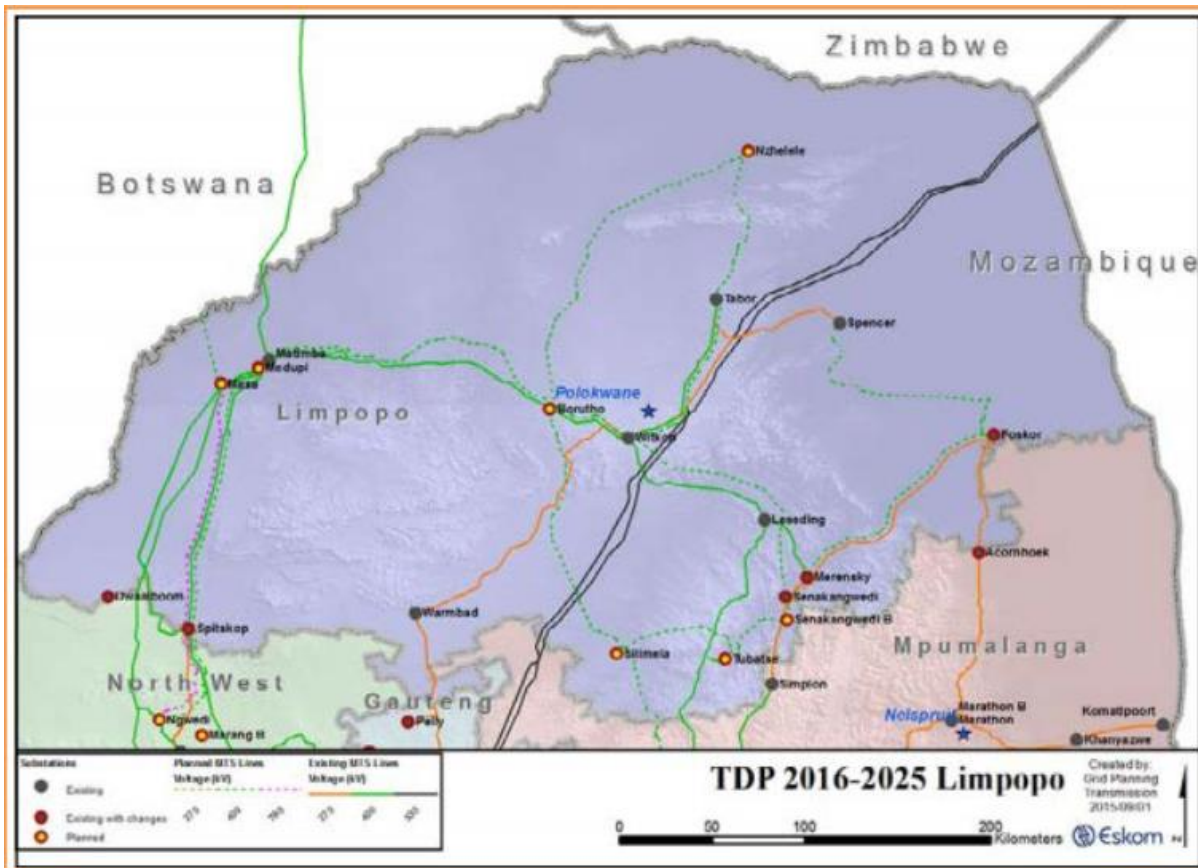 Zimbabwe
Botswana
Nzhelele
Mozambique
Tabor
Spencer
Matimba
Medupi
Masa
Limpopo
Polokwane
Borutho
Witkop
Foskor
Leseding
Acornhoek
Merensky
Dwaalboom
Senakangwedi
Warmbad
Senakangwedi B
Spitskop
Silimela
Tubatse
Mpumalanga
North West
Simplon
Gauteng
Ngwedi
Pelly
Nelspruit
Marathon B
Marathon
Komatipoort
Marang B
Khanyazwe
Substations
Existing
Existing with changes
Planned
Planned MTS Lines
Voltage (kV)
275
400
765
Existing MTS Lines
Voltage (kV)
275
400
533
TDP 2016-2025 Limpopo
Created by:
Grid Planning
Transmission
2015/09/01
0 50 100 200
Kilometers
Eskom